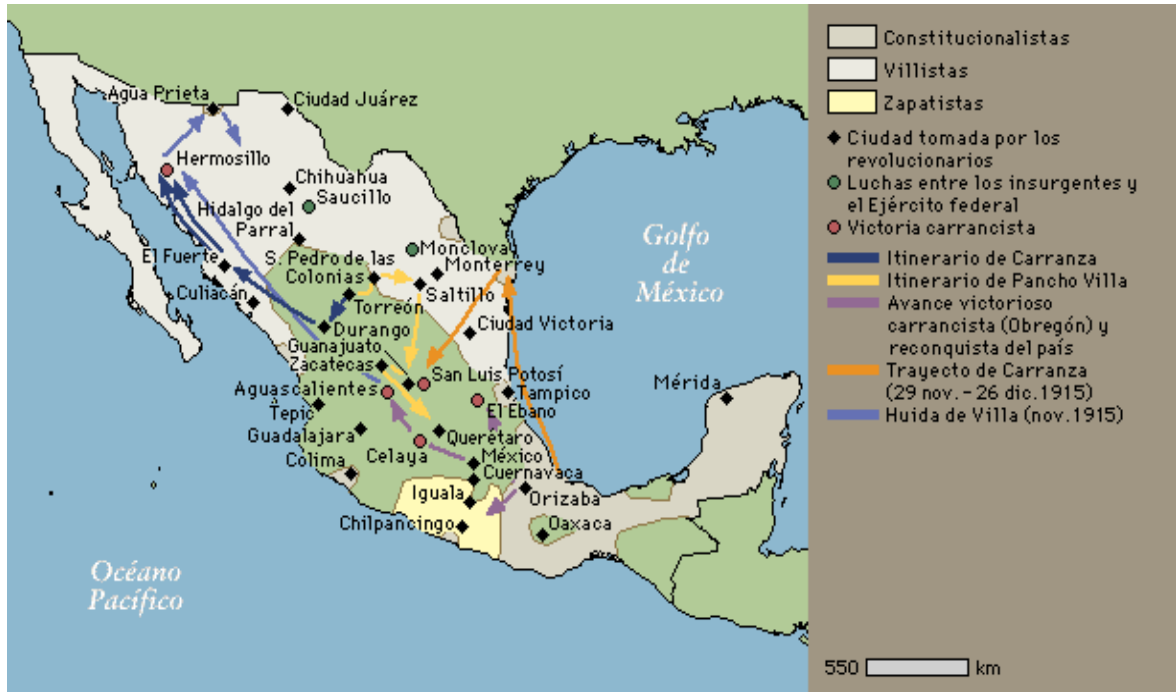 Agua Prieta
Ciudad Juárez
Hermosillo
Chihuahua
Saucillo
Hidalgo del
Parral
Monclova
El Fuerte
S. Pedro de las
Colonias
Monterrey
Saltillo
Culiacán
Torreón
Durango
Ciudad Victoria
Guanajuato
Zacatecas
San Luis Potosí
Aguascalientes
Tampico
Mérida
Tepic
El Ebano
Guadalajara
Querétaro
Celaya
México
Colima
Cuernavaca
Iguala
Orizaba
Chilpancingo
Oaxaca
Golfo
de
México
Océano
Pacífico
Constitucionalistas
Villistas
Zapatistas
Ciudad tomada por los
revolucionarios
Luchas entre los insurgentes y
el Ejército federal
Victoria carrancista
Itinerario de Carranza
Itinerario de Pancho Villa
Avance victorioso
carrancista (Obregón) y
reconquista del país
Trayecto de Carranza
(29 nov. - 26 dic. 1915)
Huida de Villa (nov. 1915)
550 km